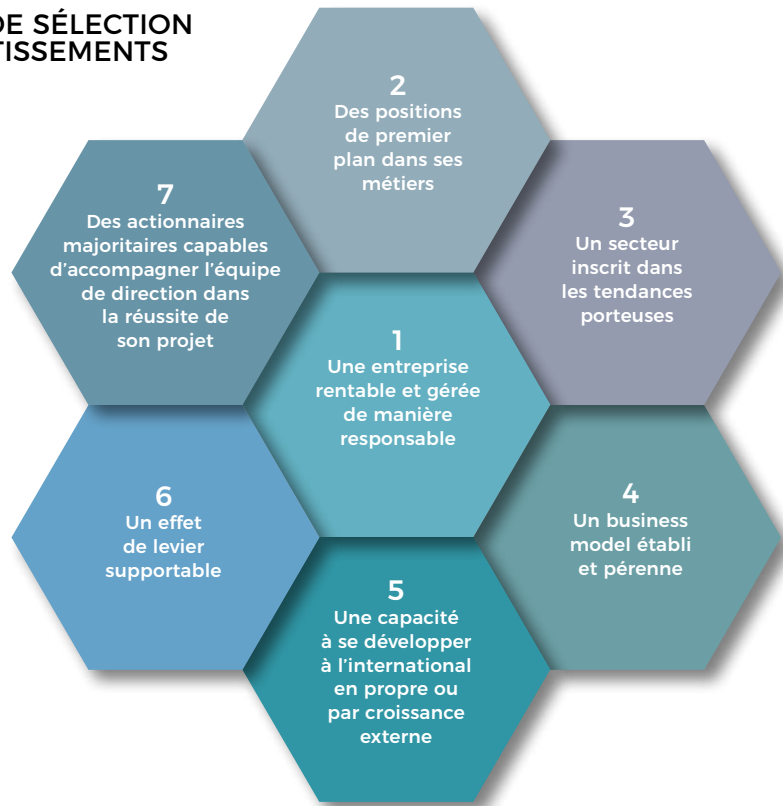 DE SÉLECTION
TISSEMENTS
2
Des positions
de premier
plan dans ses
métiers
7
Des actionnaires
majoritaires capables
d’accompagner l’équipe
de direction dans
la réussite de
son projet
3
Un secteur
inscrit dans
les tendances
porteuses
1
Une entreprise
rentable et gérée
de manière
responsable
6
Un effet
de levier
supportable
4
Un business
model établi
et pérenne
5
Une capacité
à se développer
à l’international
en propre ou
par croissance
externe